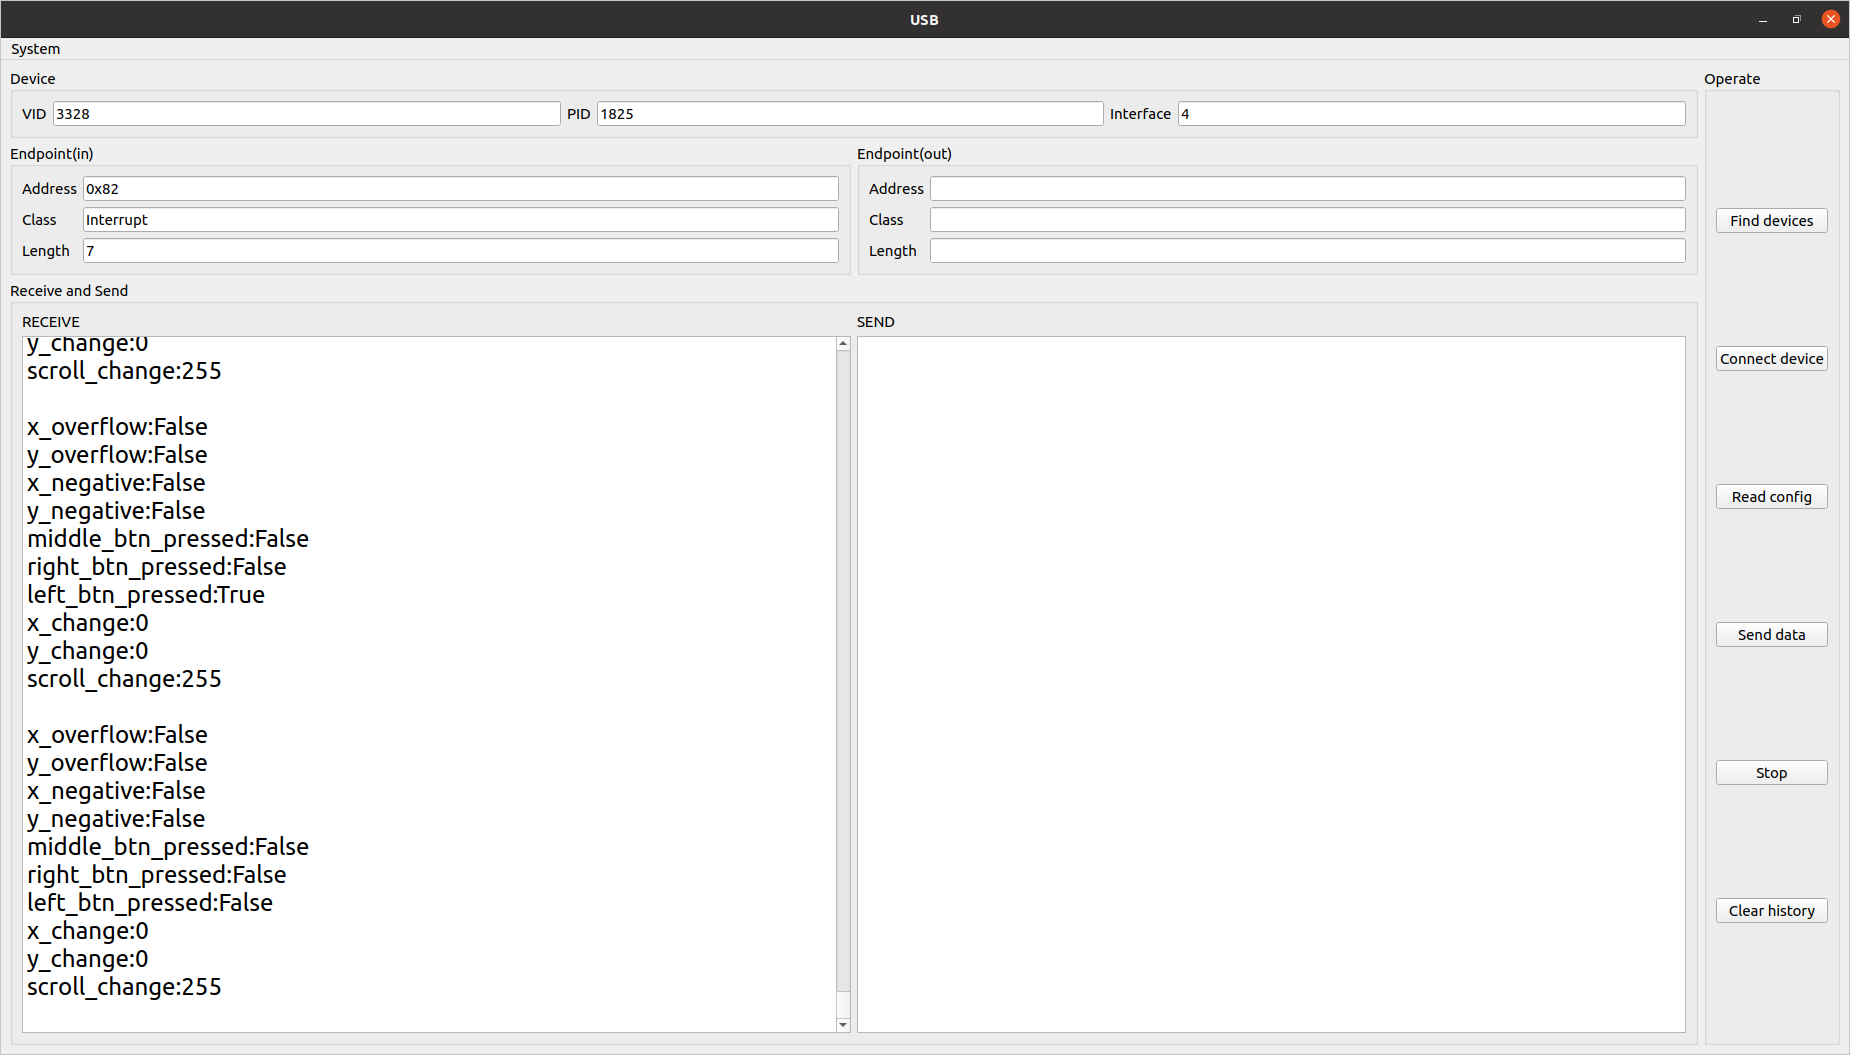 USB
System
Device
Operate
VID 3328 PID 1825 Interface 4
Endpoint(in)
Endpoint(out)
Address 0x82
Class Interrupt
Length 7
Address
Class
Length
Receive and Send
RECEIVE
y_change:0
scroll_change:255
x_overflow:False
y_overflow:False
x_negative:False
y_negative:False
middle_btn_pressed:False
right_btn_pressed:False
left_btn_pressed:True
x_change:0
y_change:0
scroll_change:255
x_overflow:False
y_overflow:False
x_negative:False
y_negative:False
middle_btn_pressed:False
right_btn_pressed:False
left_btn_pressed:False
x_change:0
y_change:0
scroll_change:255
SEND
Find devices
Connect device
Read config
Send data
Stop
Clear history